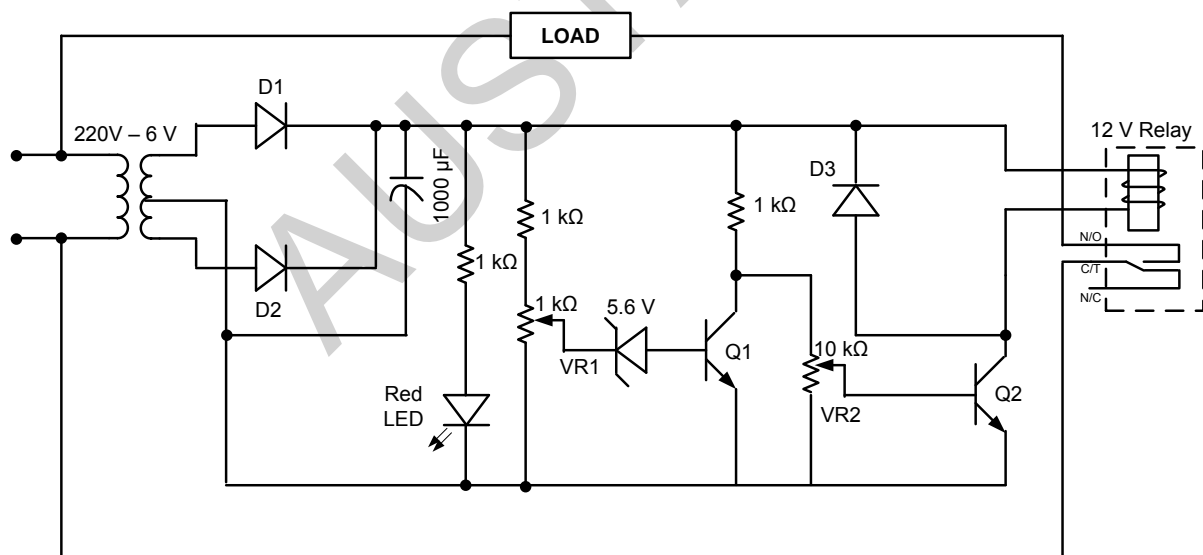 LOAD
D1
220V – 6 V
12 V Relay
D3
1000 µF
1 kΩ
1 kΩ
1 kΩ
N/O
C/T
N/C
D2
1 kΩ
5.6 V
VR1
Q1
10 kΩ
VR2
Q2
Red
LED
AUST